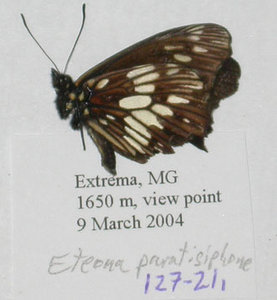 Extrema, MG
1650 m, view point
9 March 2004
Eteona paratisiphone
127-21,